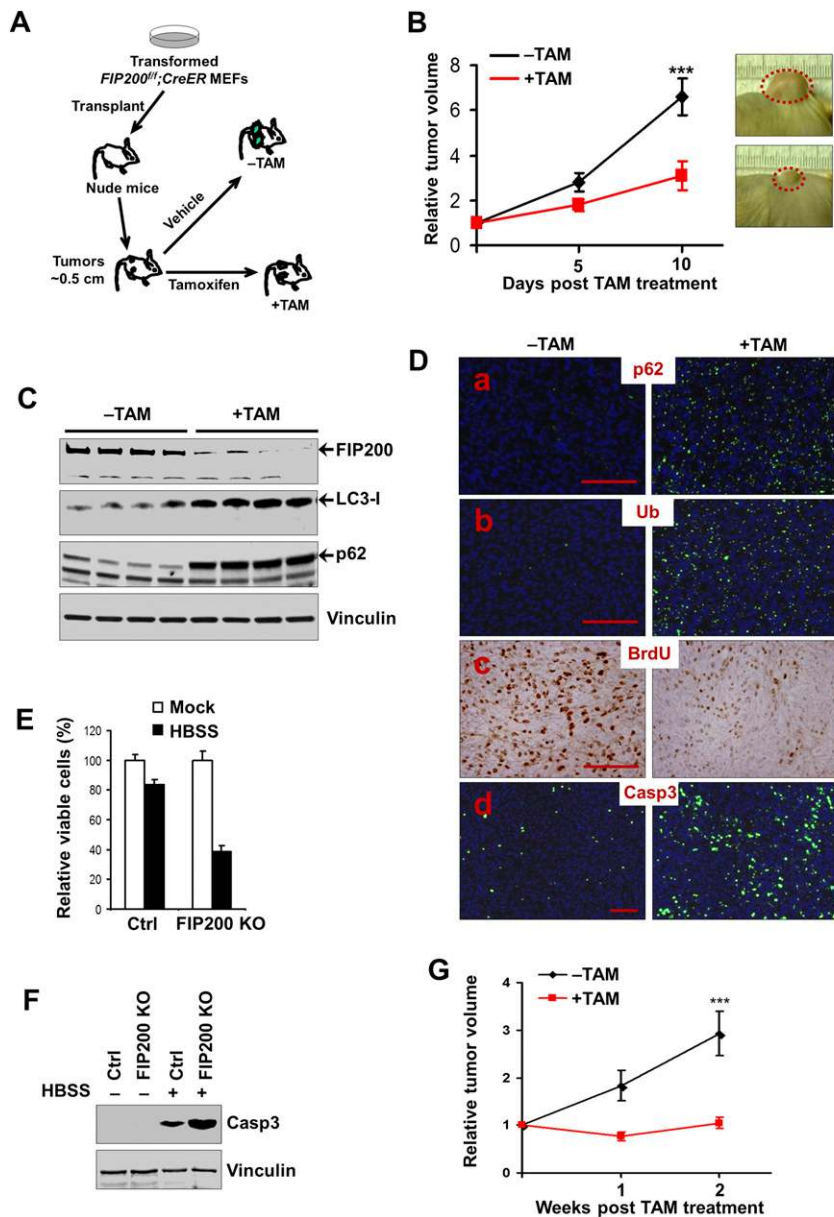 A
Transformed
FIP200f/f;CreER MEFs
Transplant
Nude mice
Vehicle
–TAM
Tumors
~0.5 cm
Tamoxifen
+TAM
B
–TAM
+TAM
***
Relative tumor volume
8
6
4
2
0
5
10
Days post TAM treatment
C
–TAM
+TAM
FIP200
LC3-I
p62
Vinculin
D
–TAM
+TAM
a
p62
b
Ub
c
BrdU
d
Casp3
E
Mock
HBSS
Relative viable cells (%)
120
100
80
60
40
20
0
Ctrl
FIP200 KO
F
Ctrl
FIP200 KO
Ctrl
FIP200 KO
HBSS – – + +
Casp3
Vinculin
G
–TAM
+TAM
***
Relative tumor volume
4
3
2
1
0
1
2
Weeks post TAM treatment